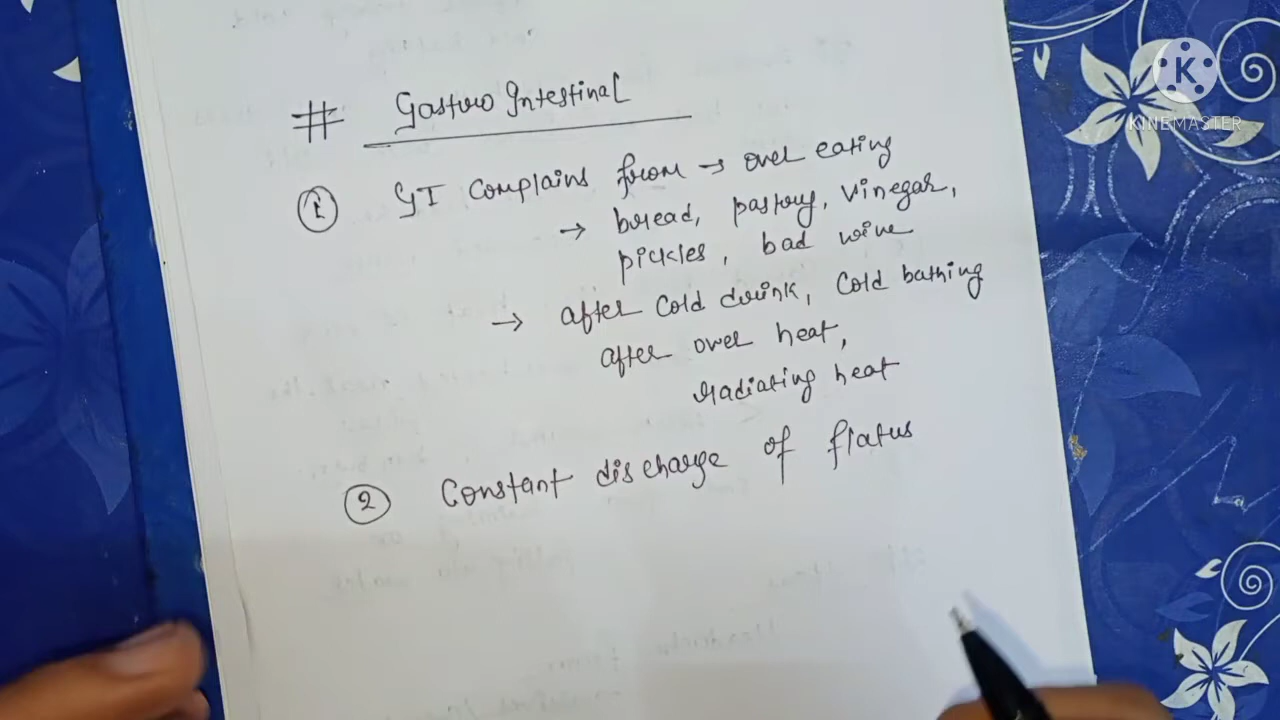 # Gastro Intestinal
① GI Complains from → over eating
→ bread, pastry, vinegar,
pickles, bad wine
→ after cold drink, cold bathing
after over heat,
radiating heat
② Constant discharge of flatus
K
KINEMASTER